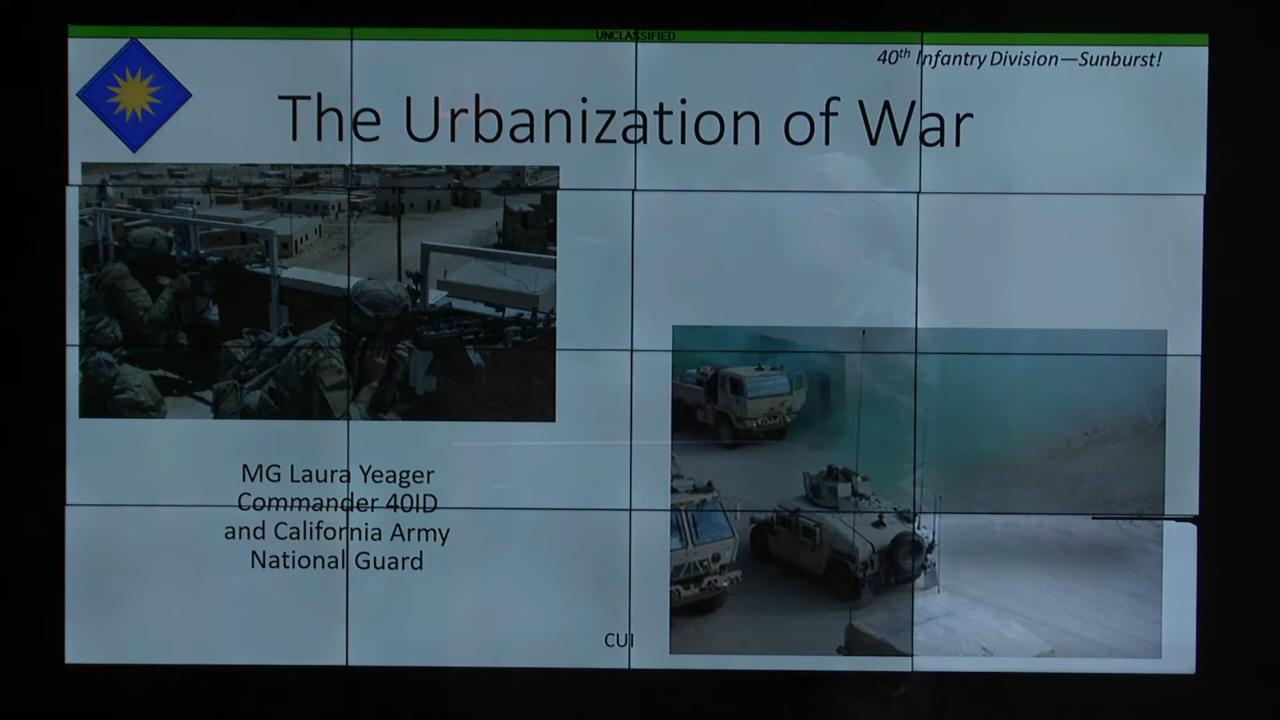 UNCLASSIFIED
40th Infantry Division—Sunburst!
The Urbanization of War
MG Laura Yeager
Commander 40ID
and California Army
National Guard
CUI